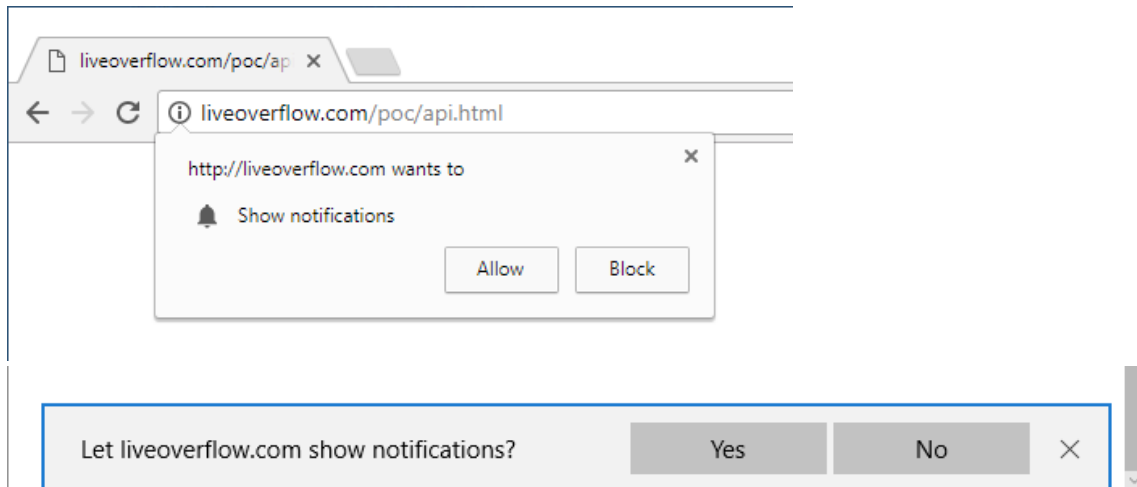 liveoverflow.com/poc/ap
liveoverflow.com/poc/api.html
http://liveoverflow.com wants to
Show notifications
Allow Block
Let liveoverflow.com show notifications? Yes No